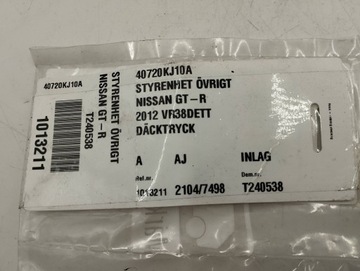 40720KJ10A
STYRENHET ÖVRIGT
NISSAN GT-R
T240538
1013211
40720KJ10A
STYRENHET ÖVRIGT
NISSAN GT-R
2012 VR38DETT
DÄCKTRYCK
A AJ INLAG
1013211 2104/7498 T240538